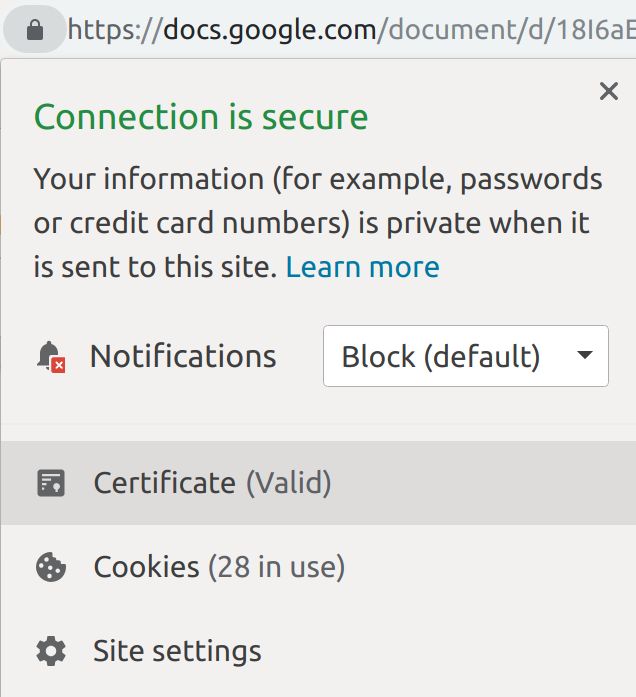 https://docs.google.com/document/d/18I6aE
Connection is secure
Your information (for example, passwords
or credit card numbers) is private when it
is sent to this site. Learn more
Notifications Block (default)
Certificate (Valid)
Cookies (28 in use)
Site settings